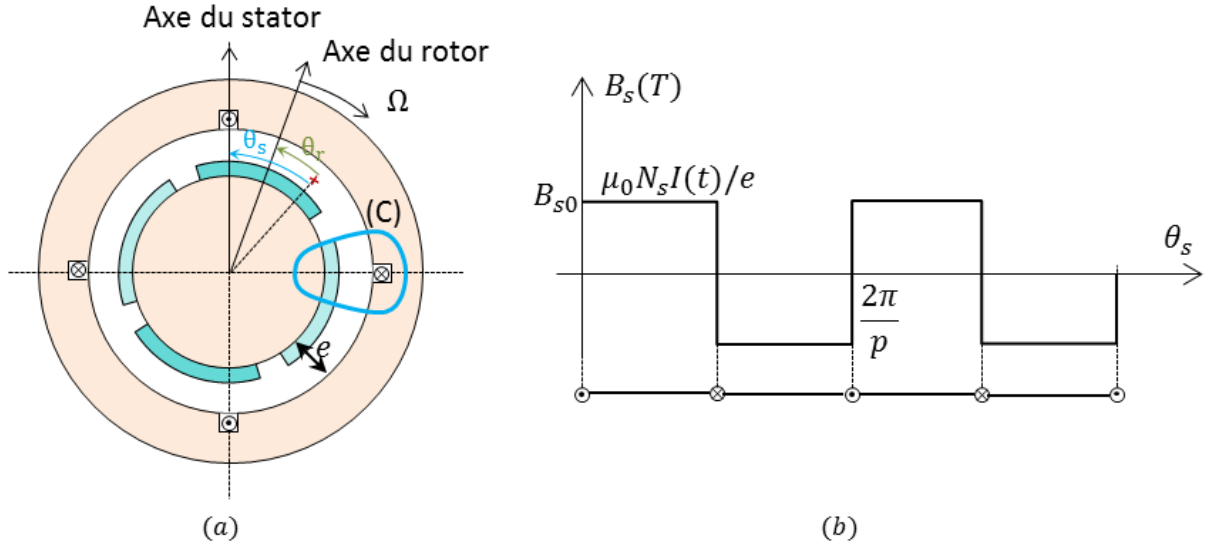 Axe du stator
Axe du rotor
Ω
θₛ
θᵣ
(C)
e
(a)
Bₛ(T)
μ₀NₛI(t)/e
Bₛ₀
θₛ
2π
p
(b)